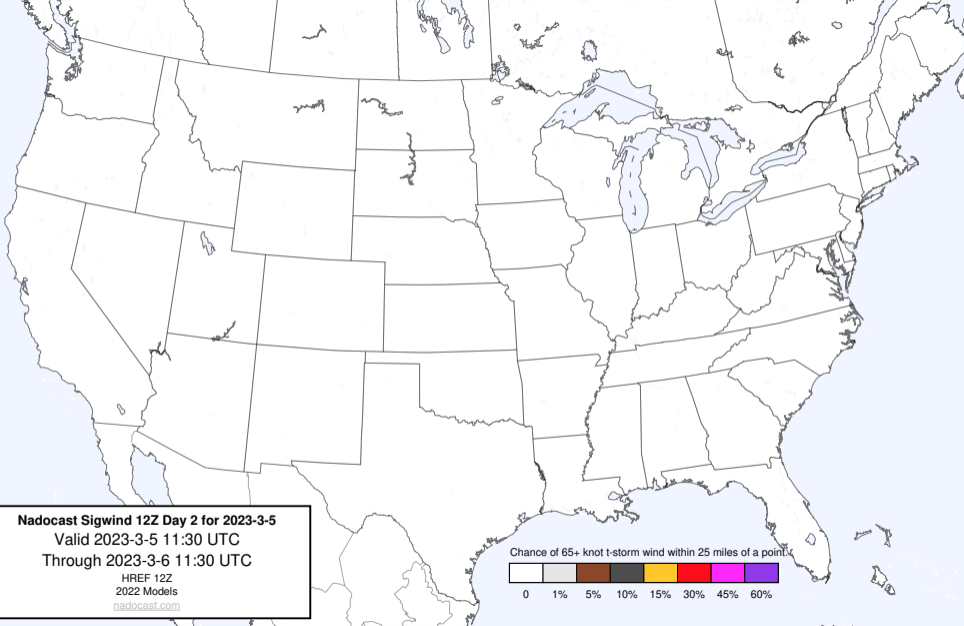 Nadocast Sigwind 12Z Day 2 for 2023-3-5
Valid 2023-3-5 11:30 UTC
Through 2023-3-6 11:30 UTC
HREF 12Z
2022 Models
nadocast.com
Chance of 65+ knot t-storm wind within 25 miles of a point.
0 1% 5% 10% 15% 30% 45% 60%